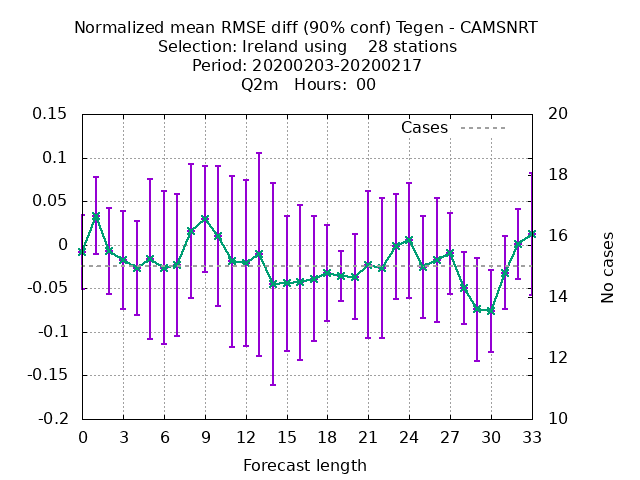 Normalized mean RMSE diff (90% conf) Tegen - CAMSNRT
Selection: Ireland using    28 stations
Period: 20200203-20200217
Q2m   Hours:  00
0.15
0.1
0.05
0
-0.05
-0.1
-0.15
-0.2
Cases
20
18
16
14
12
10
No cases
0 3 6 9 12 15 18 21 24 27 30 33
Forecast length